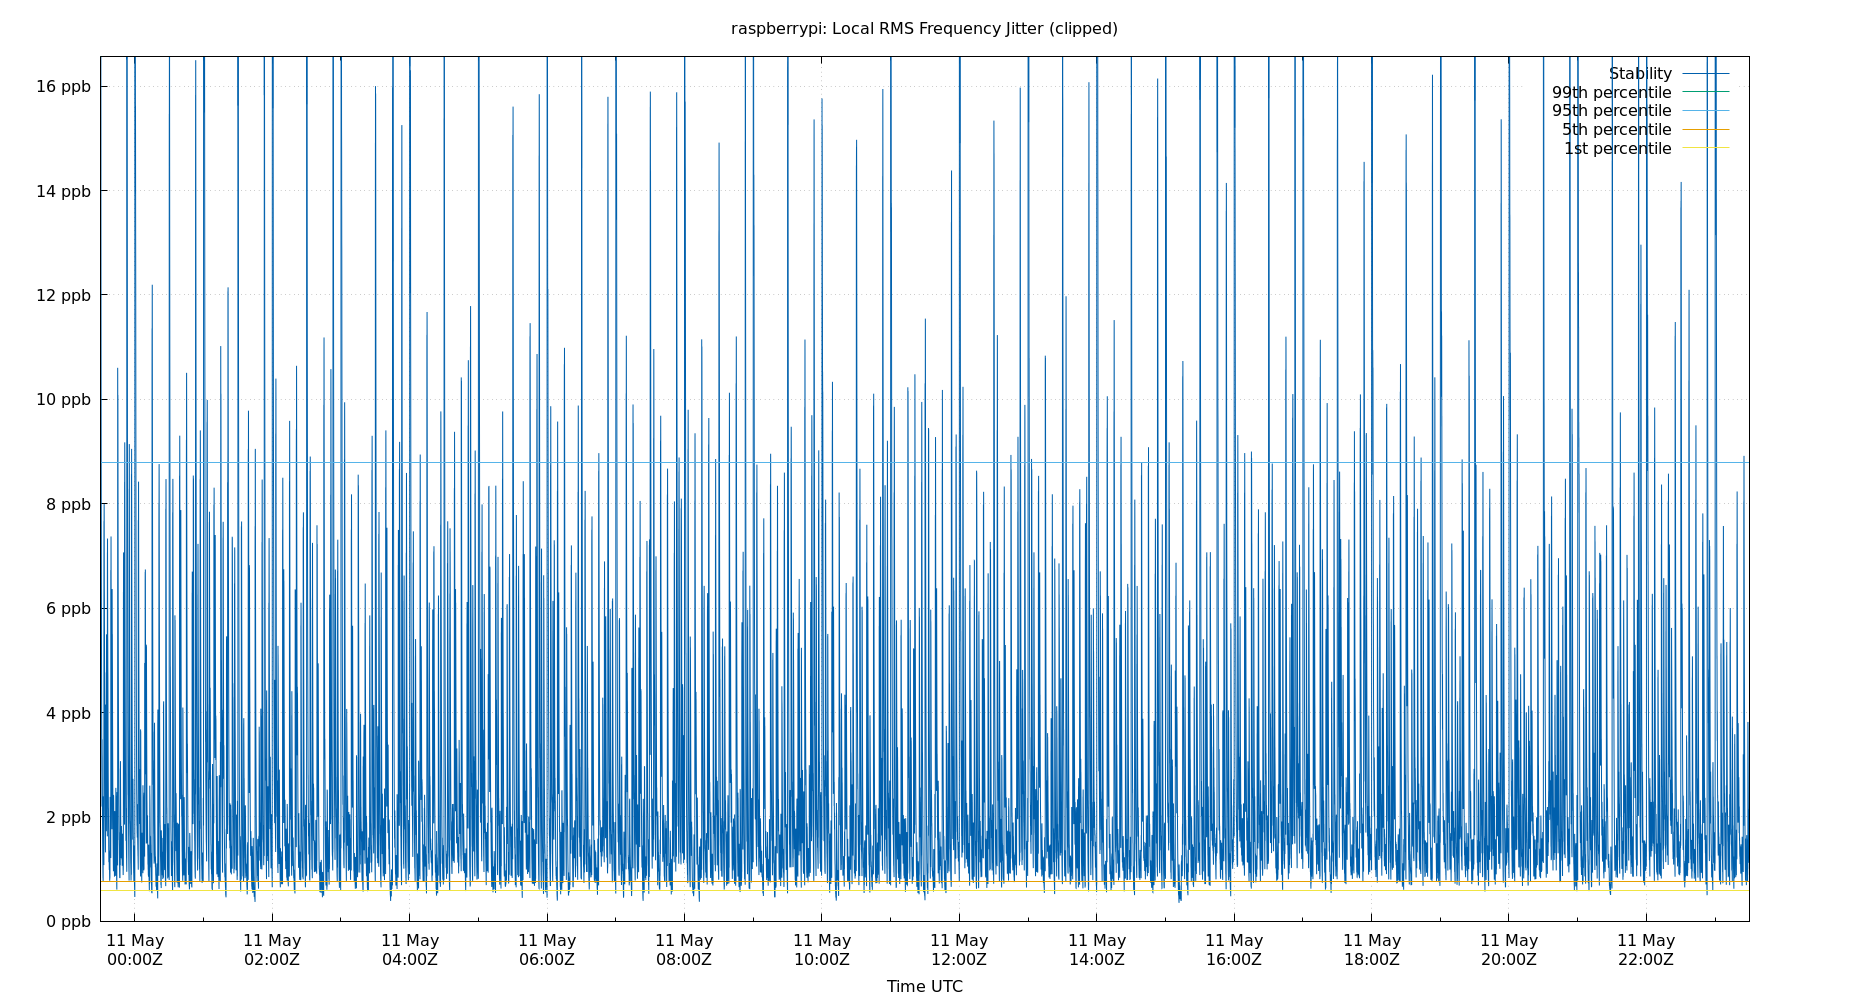 raspberrypi: Local RMS Frequency Jitter (clipped)
16 ppb
14 ppb
12 ppb
10 ppb
8 ppb
6 ppb
4 ppb
2 ppb
0 ppb
Stability
99th percentile
95th percentile
5th percentile
1st percentile
11 May 11 May 11 May 11 May 11 May 11 May 11 May 11 May 11 May 11 May 11 May 11 May
00:00Z 02:00Z 04:00Z 06:00Z 08:00Z 10:00Z 12:00Z 14:00Z 16:00Z 18:00Z 20:00Z 22:00Z
Time UTC